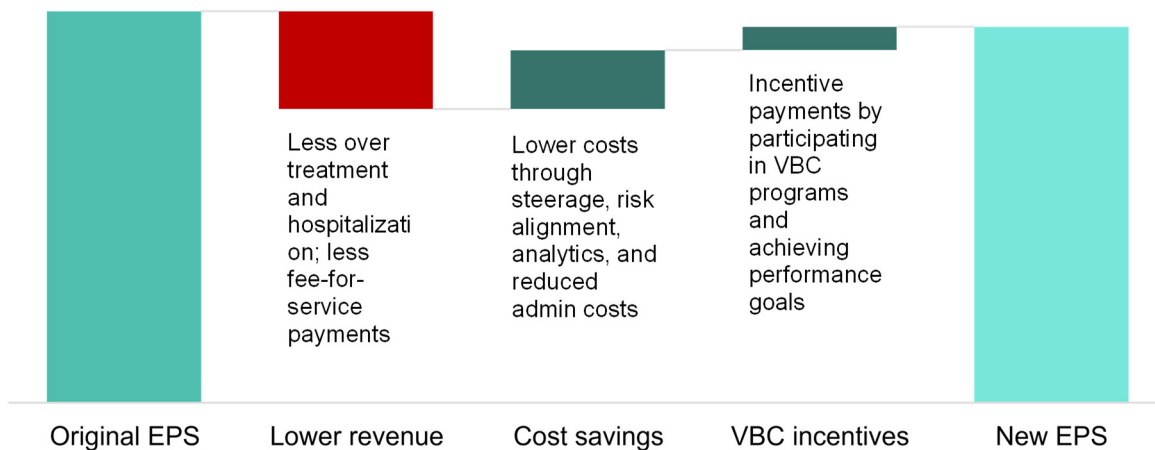 Less over
treatment
and
hospitalizati
on; less
fee-for-
service
payments
Lower costs
through
steerage, risk
alignment,
analytics, and
reduced
admin costs
Incentive
payments by
participating
in VBC
programs
and
achieving
performance
goals
Original EPS
Lower revenue
Cost savings
VBC incentives
New EPS